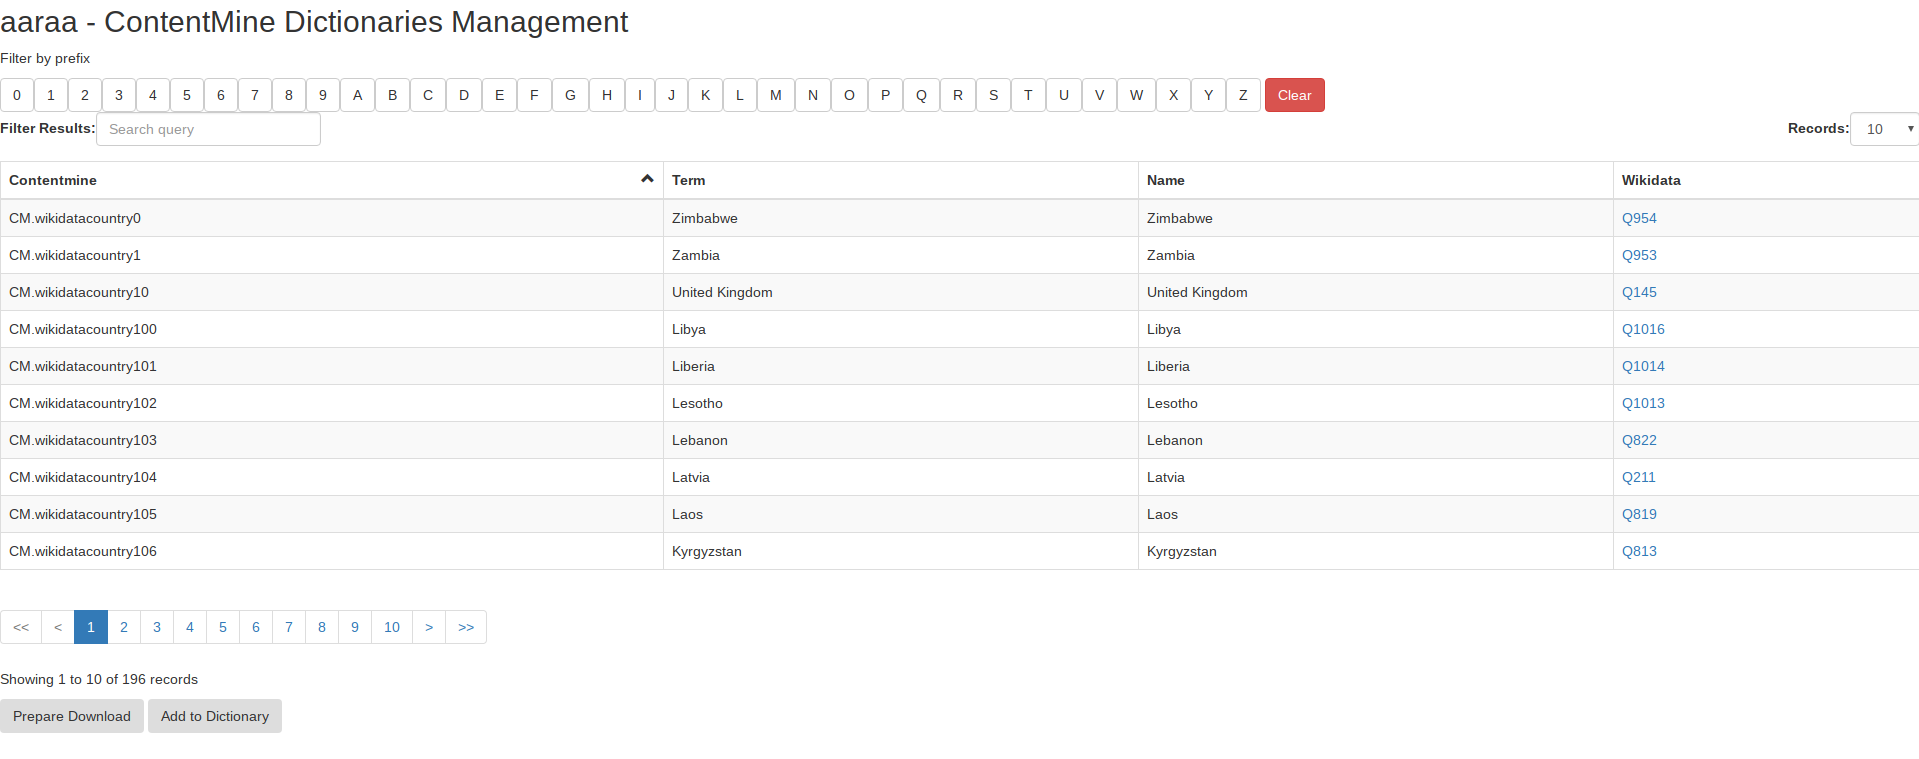 aaraa - ContentMine Dictionaries Management
Filter by prefix
0 1 2 3 4 5 6 7 8 9 A B C D E F G H I J K L M N O P Q R S T U V W X Y Z Clear
Filter Results: Search query Records: 10
Contentmine Term Name Wikidata
CM.wikidatacountry0 Zimbabwe Zimbabwe Q954
CM.wikidatacountry1 Zambia Zambia Q953
CM.wikidatacountry10 United Kingdom United Kingdom Q145
CM.wikidatacountry100 Libya Libya Q1016
CM.wikidatacountry101 Liberia Liberia Q1014
CM.wikidatacountry102 Lesotho Lesotho Q1013
CM.wikidatacountry103 Lebanon Lebanon Q822
CM.wikidatacountry104 Latvia Latvia Q211
CM.wikidatacountry105 Laos Laos Q819
CM.wikidatacountry106 Kyrgyzstan Kyrgyzstan Q813
<< < 1 2 3 4 5 6 7 8 9 10 > >>
Showing 1 to 10 of 196 records
Prepare Download Add to Dictionary